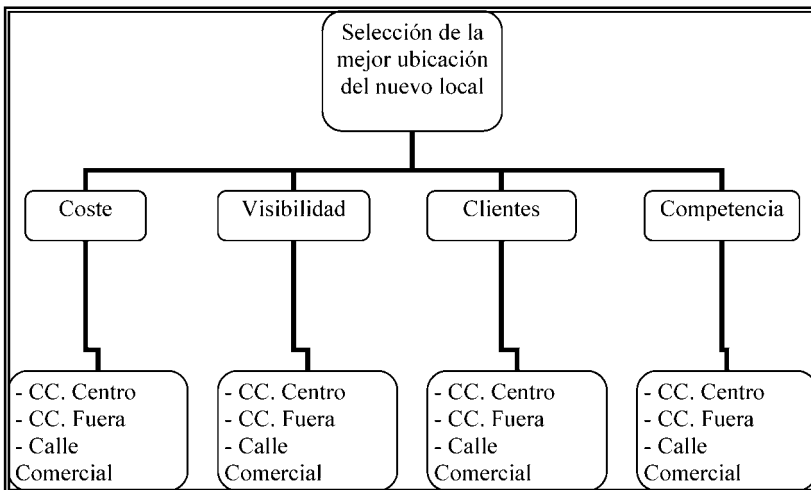 Selección de la
mejor ubicación
del nuevo local
Coste
Visibilidad
Clientes
Competencia
- CC. Centro
- CC. Fuera
- Calle
Comercial
- CC. Centro
- CC. Fuera
- Calle
Comercial
- CC. Centro
- CC. Fuera
- Calle
Comercial
- CC. Centro
- CC. Fuera
- Calle
Comercial